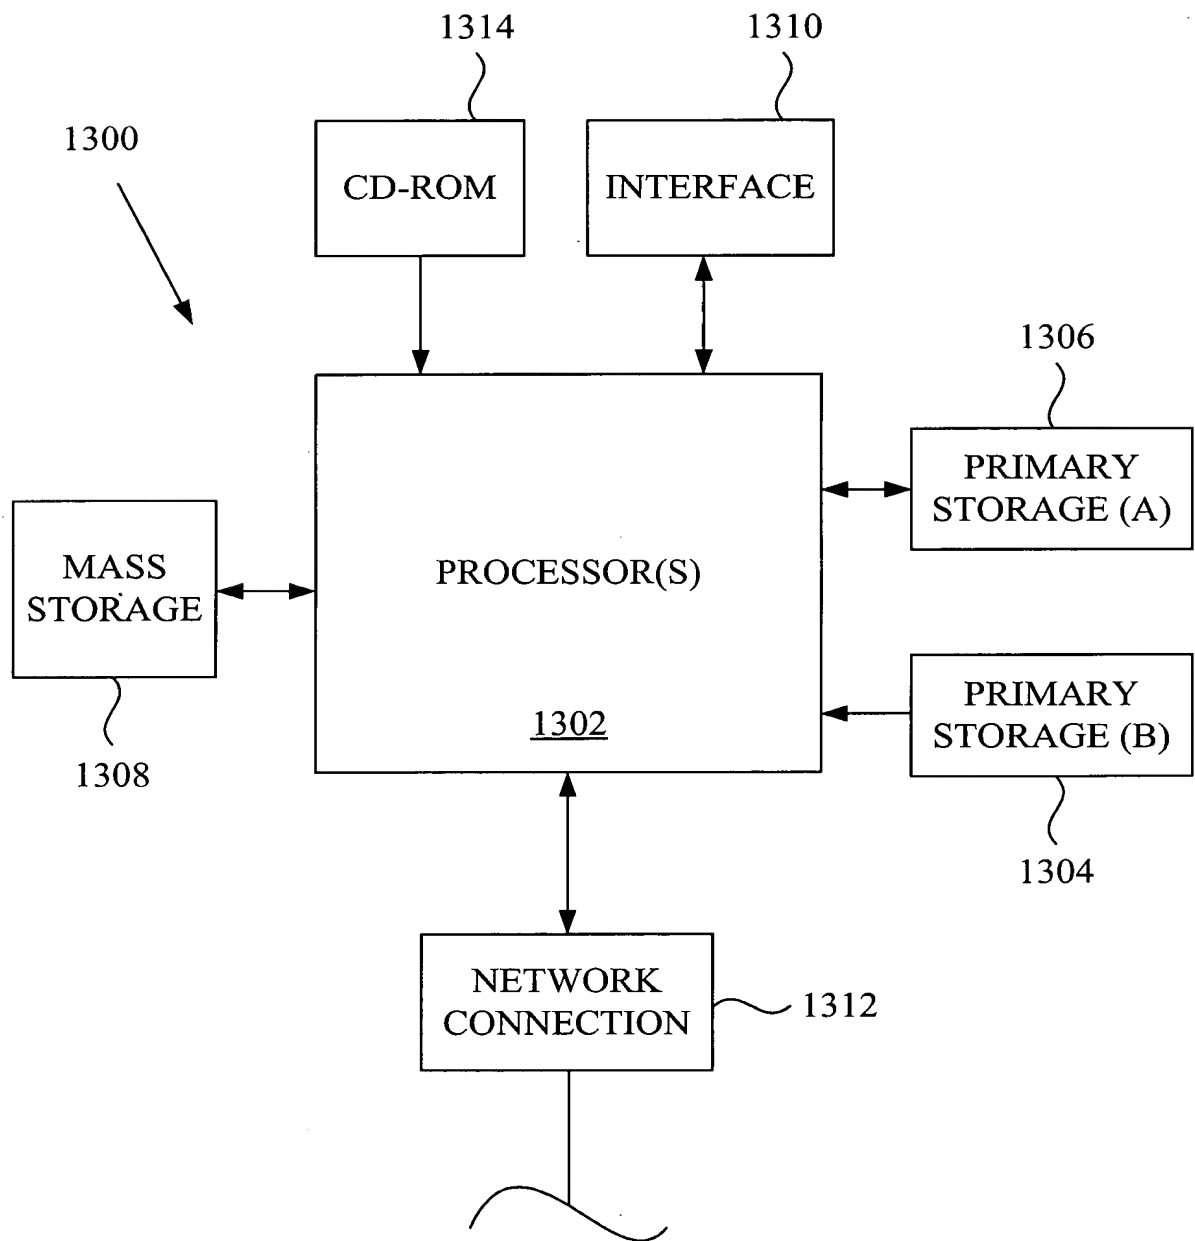 1314
1310
1300
CD-ROM
INTERFACE
1306
PRIMARY
STORAGE (A)
MASS
STORAGE
PROCESSOR(S)
PRIMARY
STORAGE (B)
1302
1308
1304
NETWORK
CONNECTION
1312